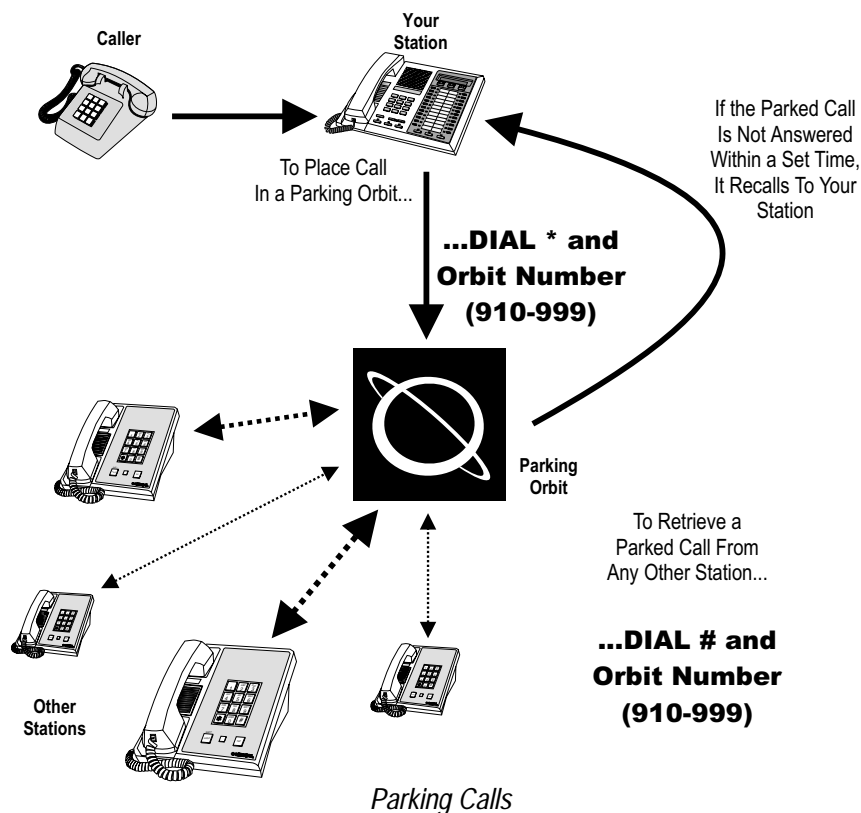 Caller
Your
Station
To Place Call
In a Parking Orbit...
If the Parked Call
Is Not Answered
Within a Set Time,
It Recalls To Your
Station
...DIAL * and
Orbit Number
(910-999)
Parking
Orbit
To Retrieve a
Parked Call From
Any Other Station...
...DIAL # and
Orbit Number
(910-999)
Other
Stations
Parking Calls